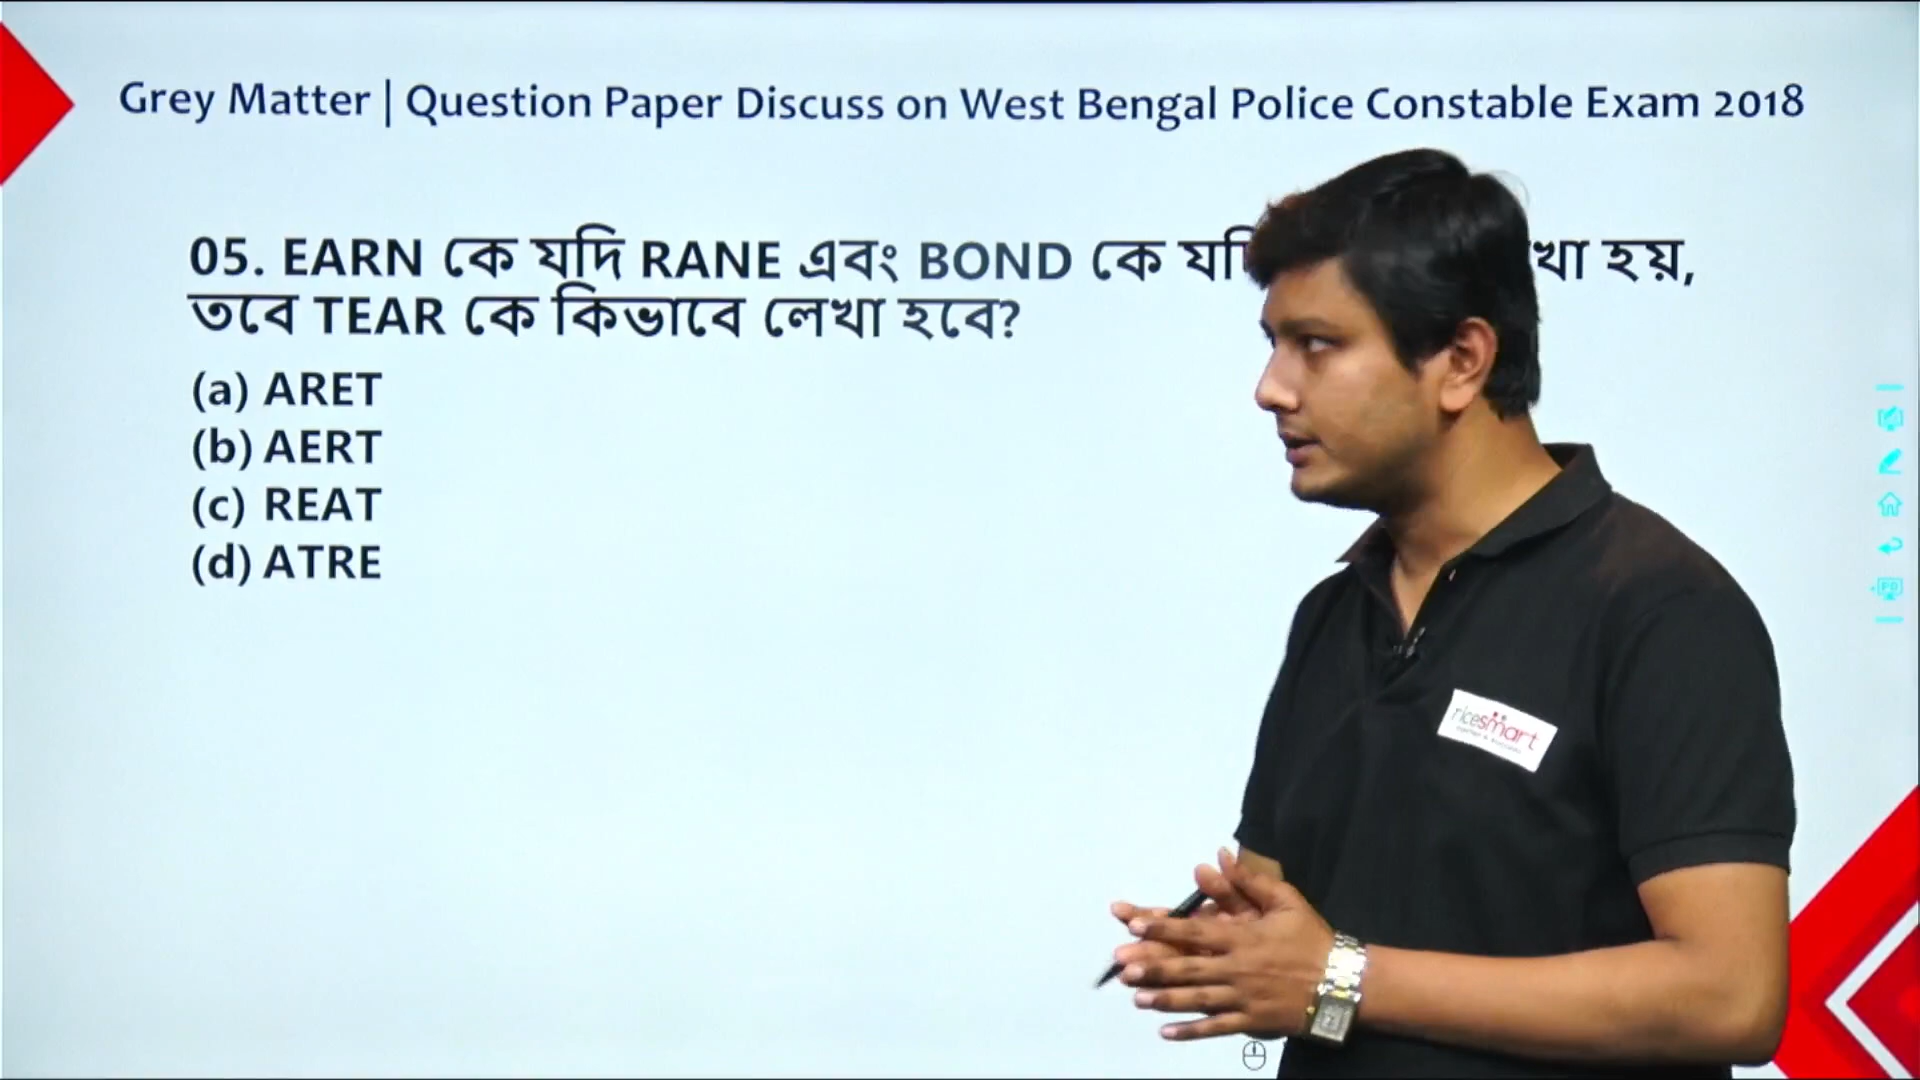 Grey Matter | Question Paper Discuss on West Bengal Police Constable Exam 2018
05. EARN কে যদি RANE এবং BOND কে যদি হয়,
তবে TEAR কে কিভাবে লেখা হবে?
(a) ARET
(b) AERT
(c) REAT
(d) ATRE
ricesmart